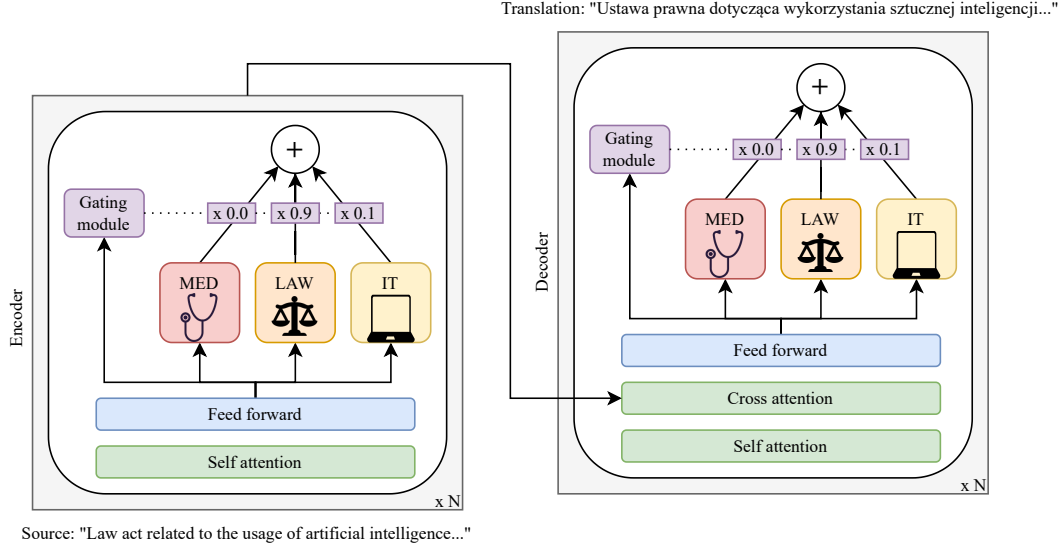 Translation: "Ustawa prawna dotycząca wykorzystania sztucznej inteligencji..."
Encoder
+
Gating
module
x 0.0
x 0.9
x 0.1
MED
LAW
IT
Feed forward
Self attention
x N
Source: "Law act related to the usage of artificial intelligence..."
Decoder
+
Gating
module
x 0.0
x 0.9
x 0.1
MED
LAW
IT
Feed forward
Cross attention
Self attention
x N